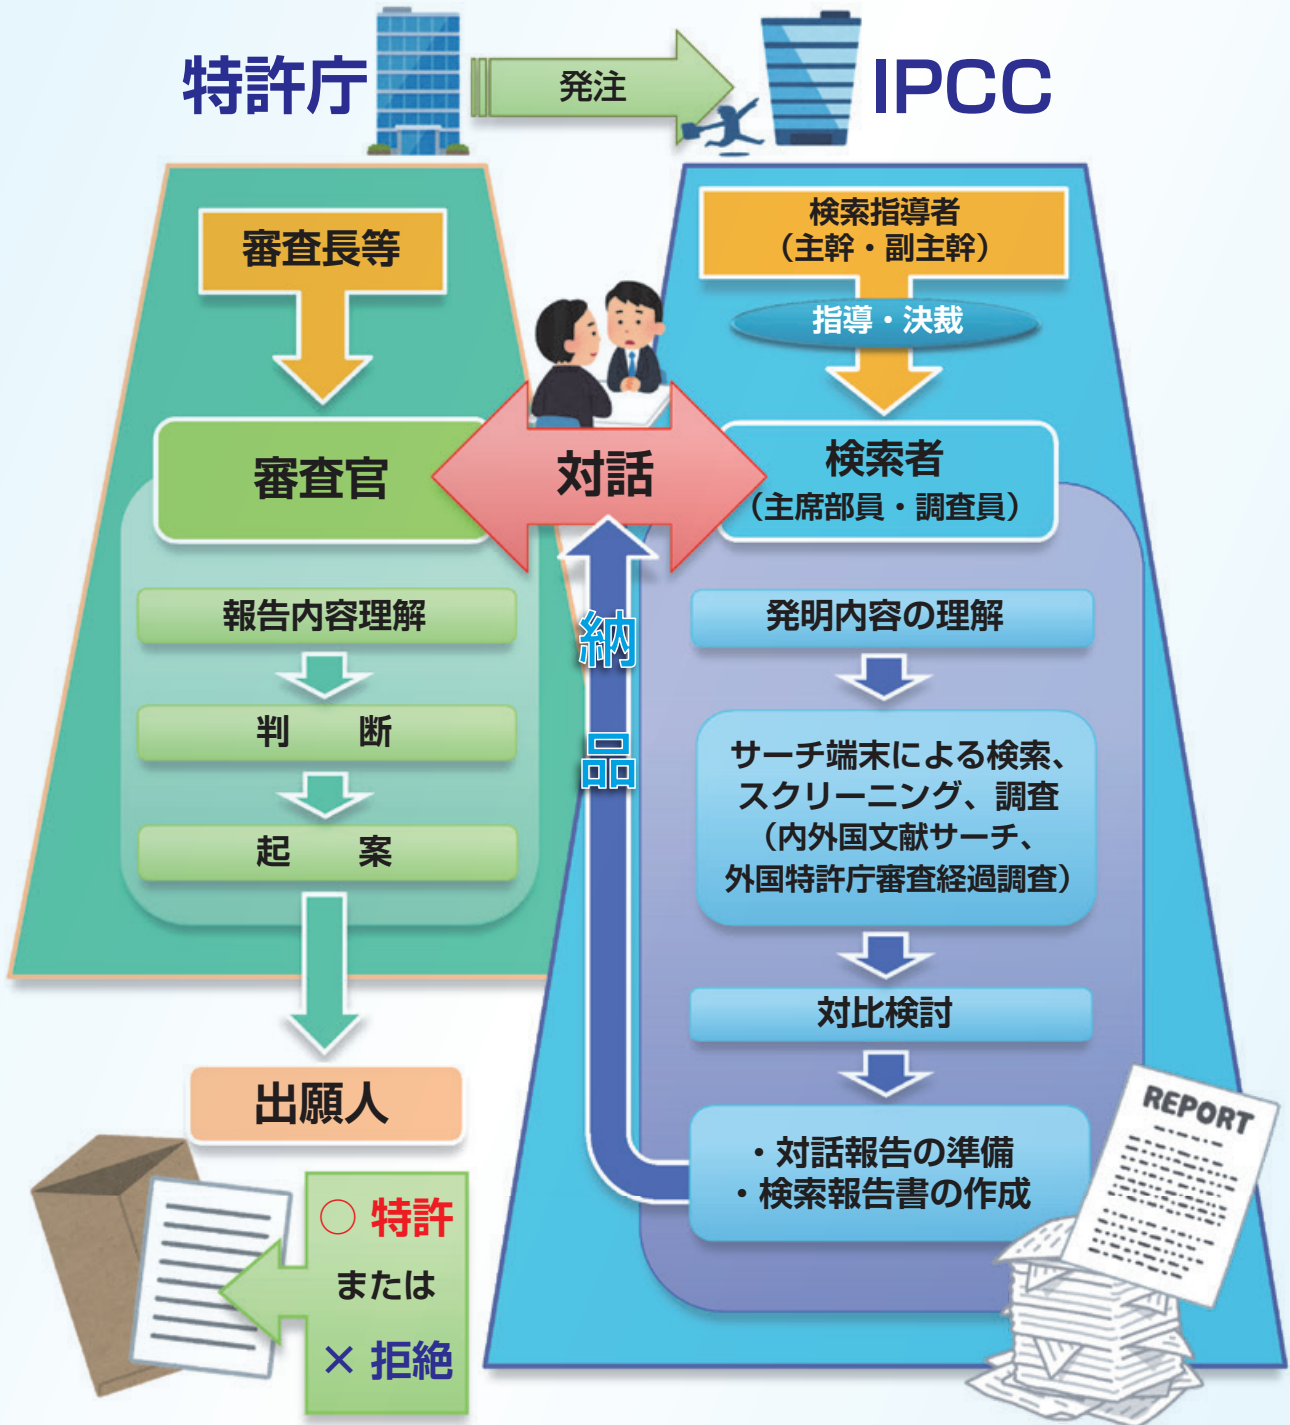 特許庁
発注
IPCC
審査長等
検索指導者
（主幹・副主幹）
指導・決裁
審査官
対話
検索者
（主席部員・調査員）
報告内容理解
判　断
起　案
納品
発明内容の理解
サーチ端末による検索、
スクリーニング、調査
（内外国文献サーチ、
外国特許庁審査経過調査）
対比検討
・対話報告の準備
・検索報告書の作成
REPORT
出願人
○ 特許
または
× 拒絶